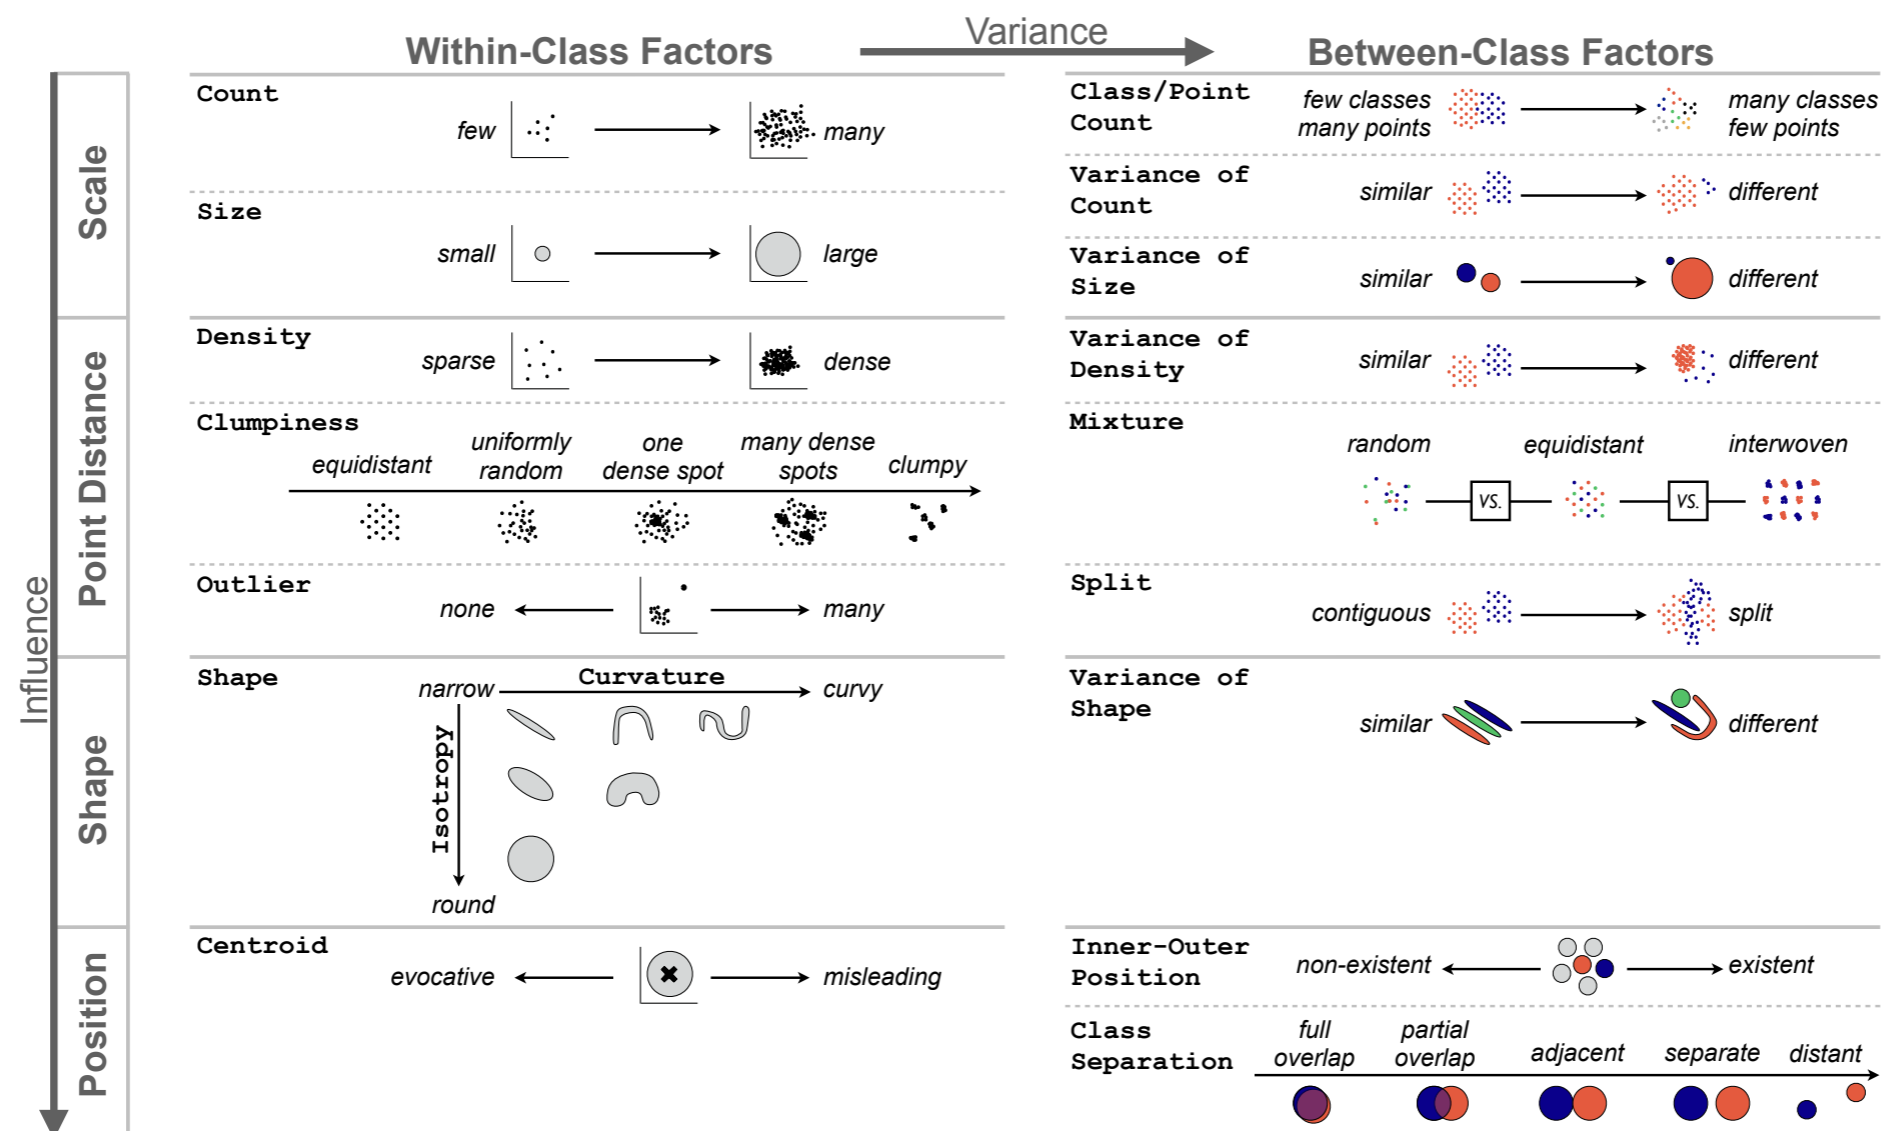 Variance
Within-Class Factors
Between-Class Factors
Influence
Scale
Count
few
many
Size
small
large
Class/Point
Count
few classes
many points
many classes
few points
Variance of
Count
similar
different
Variance of
Size
similar
different
Point Distance
Density
sparse
dense
Clumpiness
equidistant
uniformly
random
one
dense spot
many dense
spots
clumpy
Outlier
none
many
Variance of
Density
similar
different
Mixture
random
equidistant
interwoven
VS.
VS.
Split
contiguous
split
Shape
Shape
narrow
Curvature
curvy
Isotropy
round
Variance of
Shape
similar
different
Position
Centroid
evocative
misleading
Inner-Outer
Position
non-existent
existent
Class
Separation
full
overlap
partial
overlap
adjacent
separate
distant